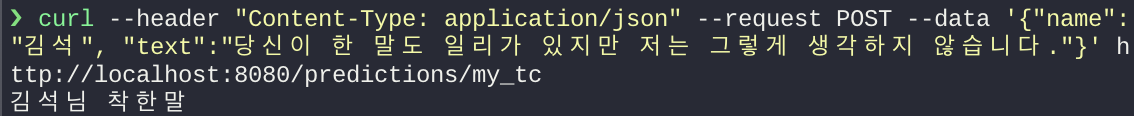 ❯ curl --header "Content-Type: application/json" --request POST --data '{"name":
"김석", "text":"당신이 한 말도 일리가 있지만 저는 그렇게 생각하지 않습니다."}' h
ttp://localhost:8080/predictions/my_tc
김석님 착한말